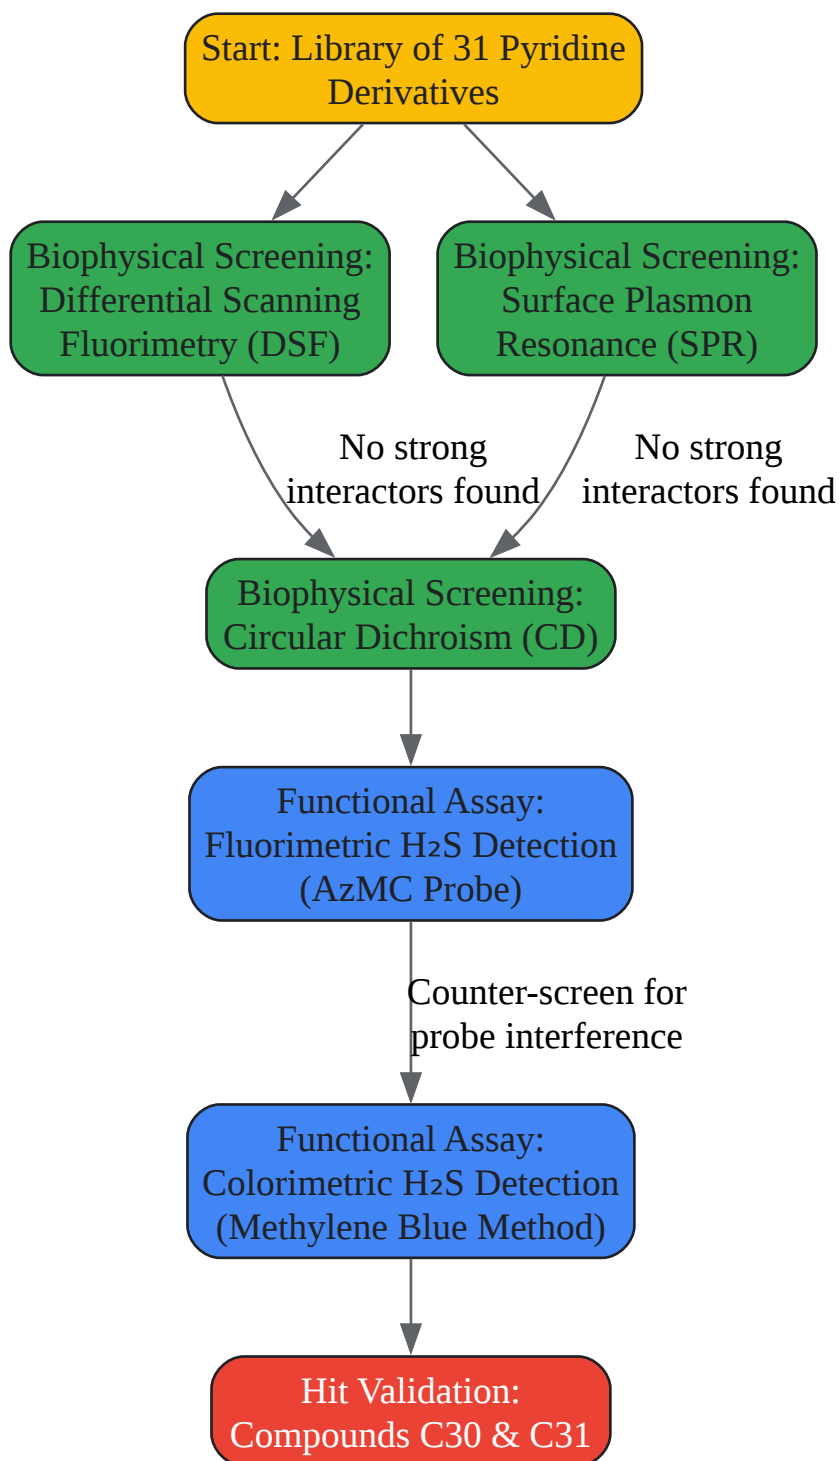 Start: Library of 31 Pyridine
Derivatives
Biophysical Screening:
Differential Scanning
Fluorimetry (DSF)
Biophysical Screening:
Surface Plasmon
Resonance (SPR)
No strong
interactors found
No strong
interactors found
Biophysical Screening:
Circular Dichroism (CD)
Functional Assay:
Fluorimetric H₂S Detection
(AzMC Probe)
Counter-screen for
probe interference
Functional Assay:
Colorimetric H₂S Detection
(Methylene Blue Method)
Hit Validation:
Compounds C30 & C31